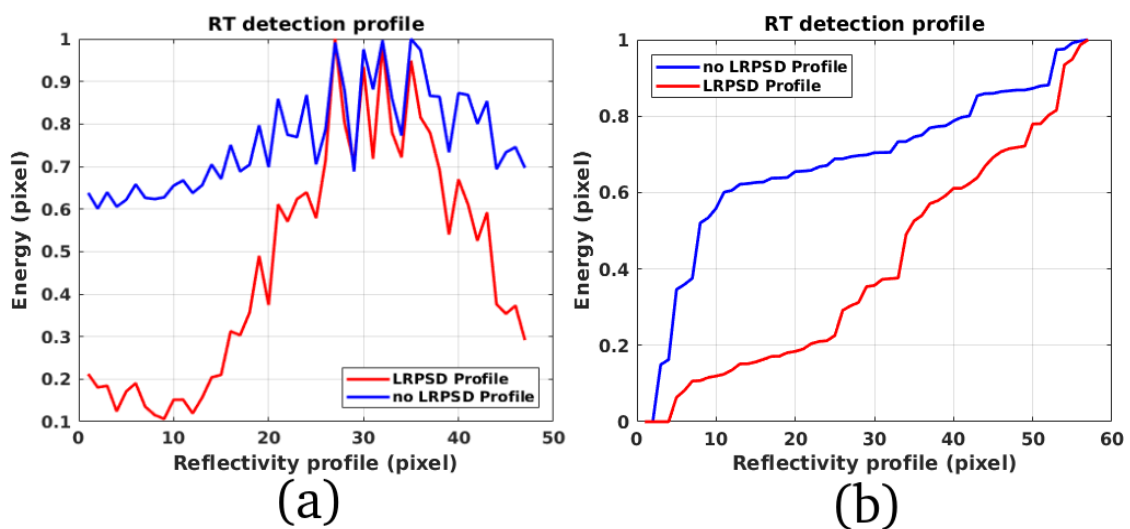 RT detection profile
1
0.9
0.8
0.7
0.6
0.5
0.4
0.3
0.2
0.1
Energy (pixel)
LRPSD Profile
no LRPSD Profile
0 10 20 30 40 50
Reflectivity profile (pixel)
(a)
RT detection profile
1
0.8
0.6
0.4
0.2
0
Energy (pixel)
no LRPSD Profile
LRPSD Profile
10 20 30 40 50 60
Reflectivity profile (pixel)
(b)